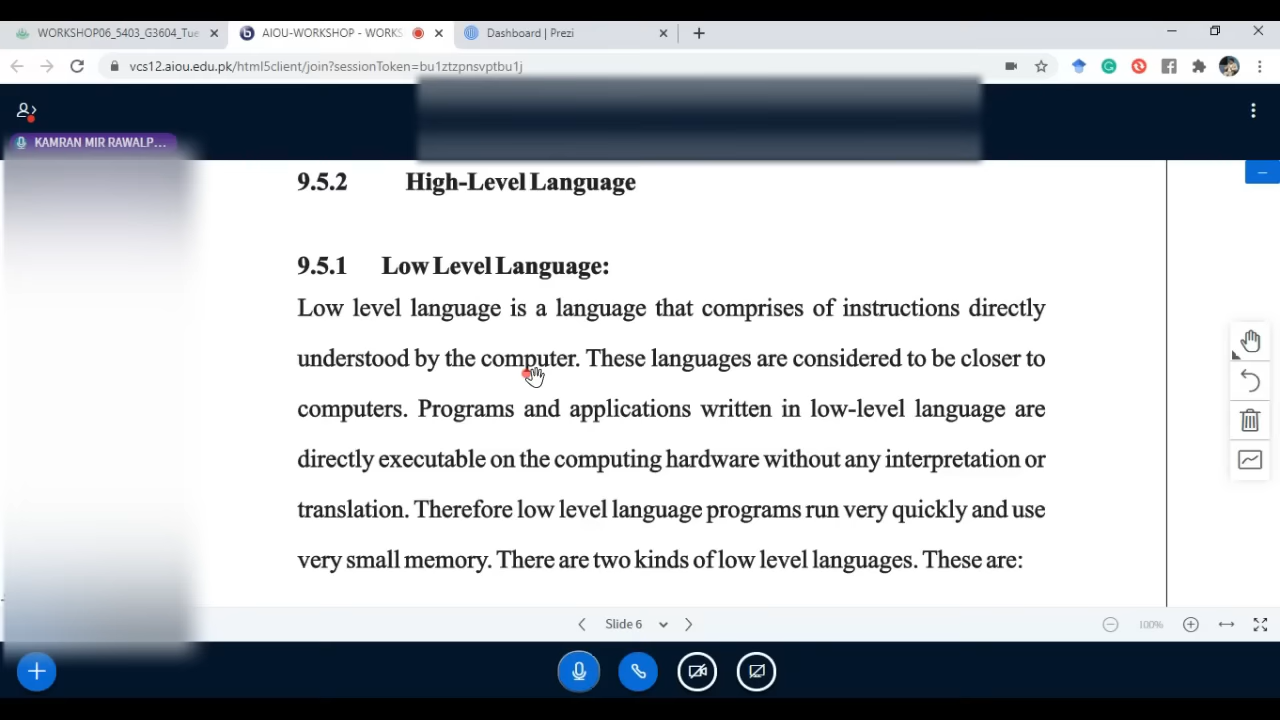 WORKSHOP06_5403_G3604_Tue
AIOU-WORKSHOP - WORKS
Dashboard | Prezi
vcs12.aiou.edu.pk/html5client/join?sessionToken=bu1ztzpnsvptbu1j
KAMRAN MIR RAWALP...
9.5.2 High-Level Language
9.5.1 Low Level Language:
Low level language is a language that comprises of instructions directly
understood by the computer. These languages are considered to be closer to
computers. Programs and applications written in low-level language are
directly executable on the computing hardware without any interpretation or
translation. Therefore low level language programs run very quickly and use
very small memory. There are two kinds of low level languages. These are:
Slide 6
100%